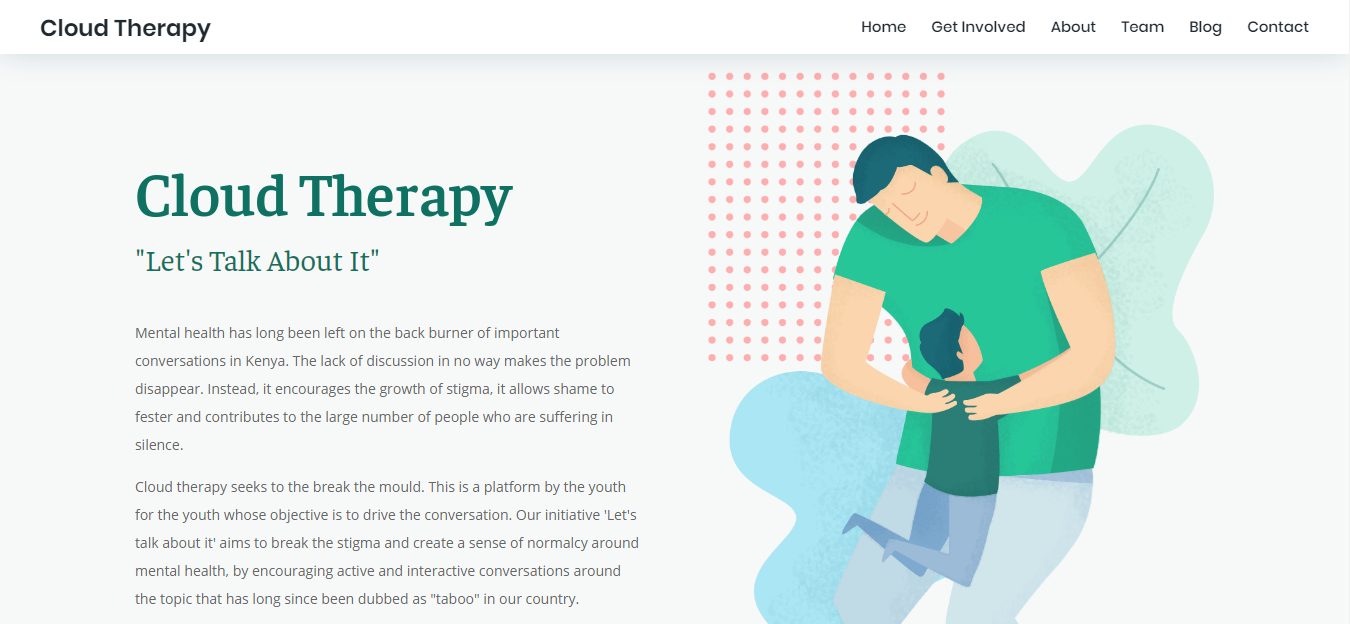 Cloud Therapy
Home Get Involved About Team Blog Contact
Cloud Therapy
"Let's Talk About It"
Mental health has long been left on the back burner of important
conversations in Kenya. The lack of discussion in no way makes the problem
disappear. Instead, it encourages the growth of stigma, it allows shame to
fester and contributes to the large number of people who are suffering in
silence.
Cloud therapy seeks to the break the mould. This is a platform by the youth
for the youth whose objective is to drive the conversation. Our initiative 'Let's
talk about it' aims to break the stigma and create a sense of normalcy around
mental health, by encouraging active and interactive conversations around
the topic that has long since been dubbed as "taboo" in our country.